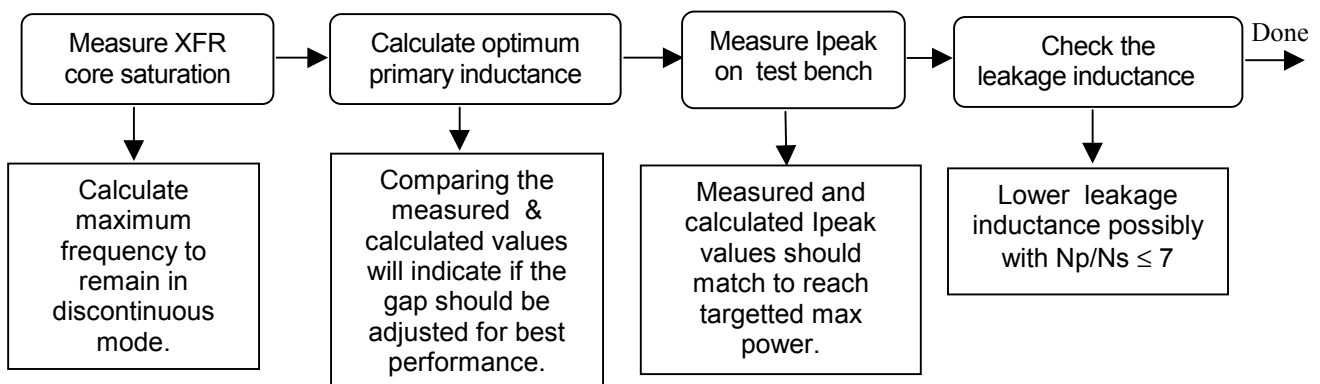 Measure XFR
core saturation
Calculate optimum
primary inductance
Measure Ipeak
on test bench
Check the
leakage inductance
Done
Calculate
maximum
frequency to
remain in
discontinuous
mode.
Comparing the
measured &
calculated values
will indicate if the
gap should be
adjusted for best
performance.
Measured and
calculated Ipeak
values should
match to reach
targetted max
power.
Lower leakage
inductance possibly
with Np/Ns ≤ 7